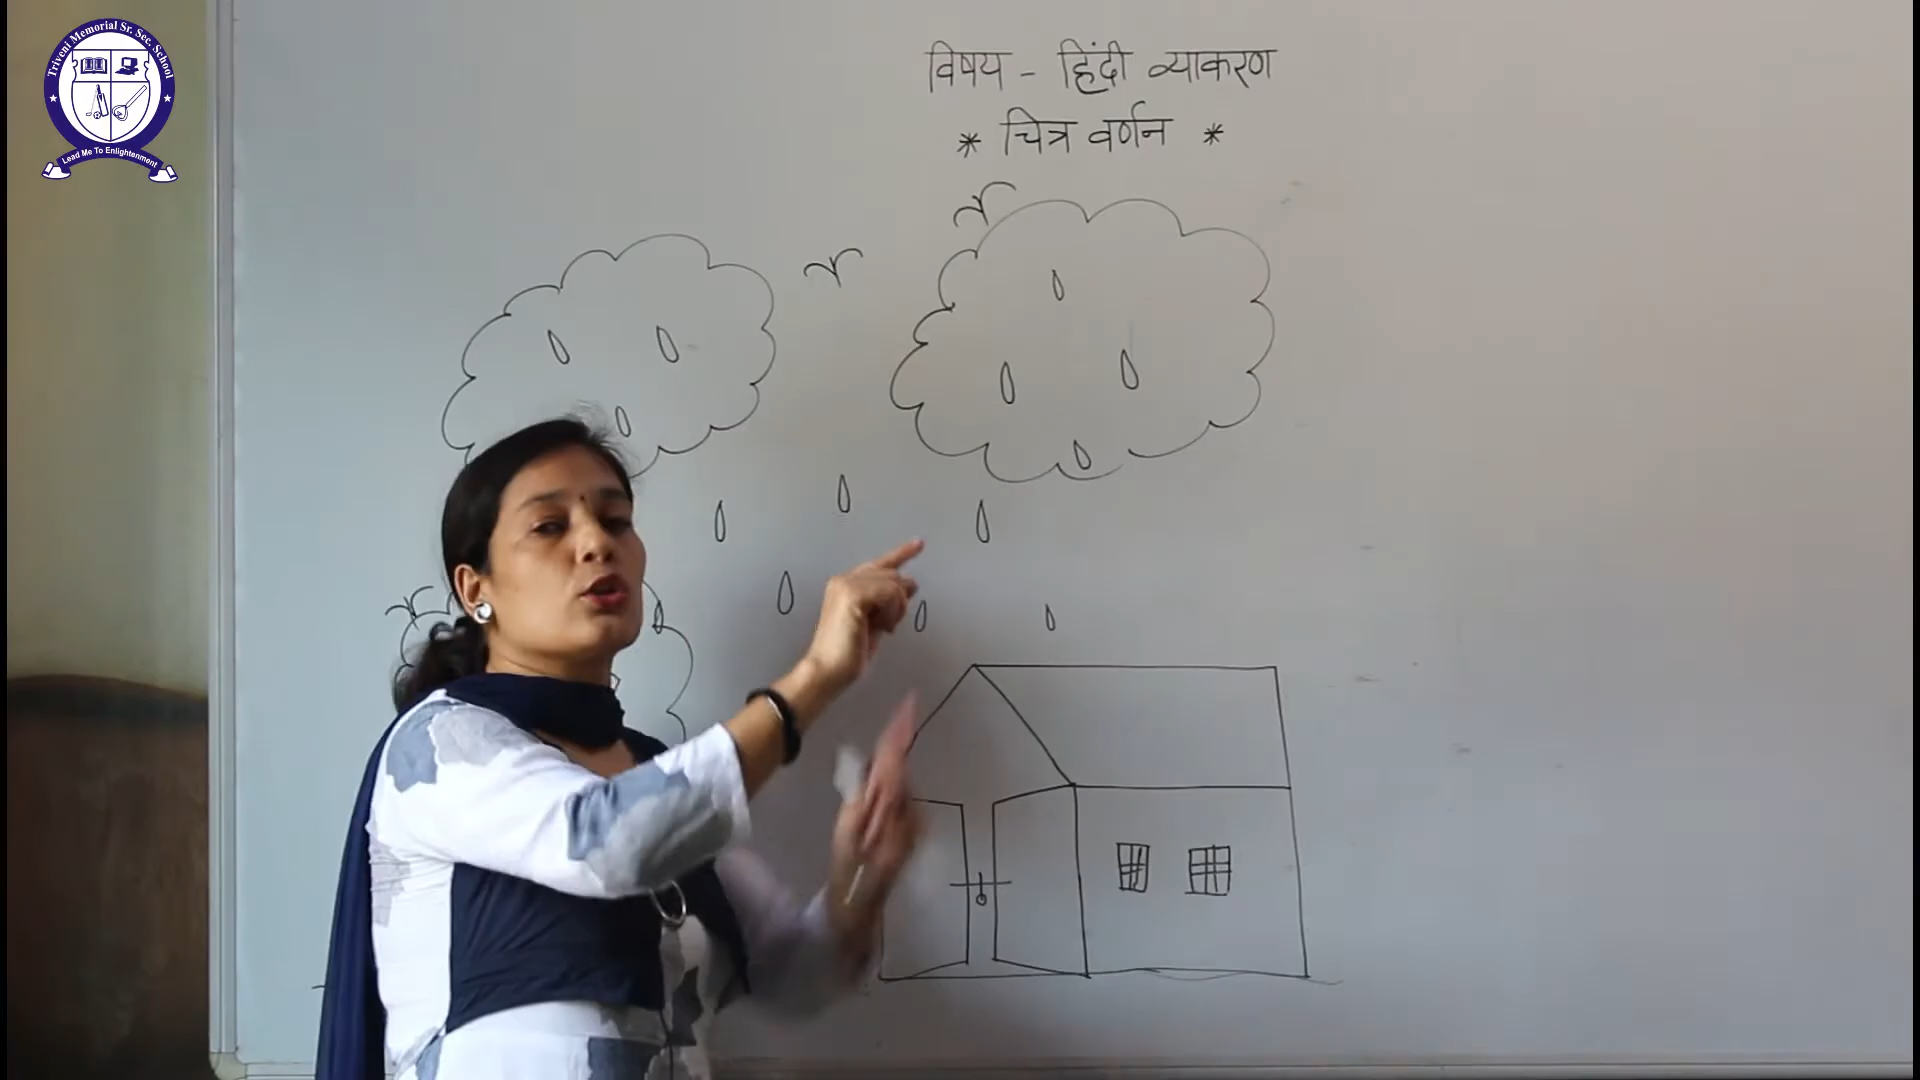 Triveni Memorial Sr. Sec. School
Lead Me To Enlightenment
विषय - हिंदी व्याकरण
* चित्र वर्णन *